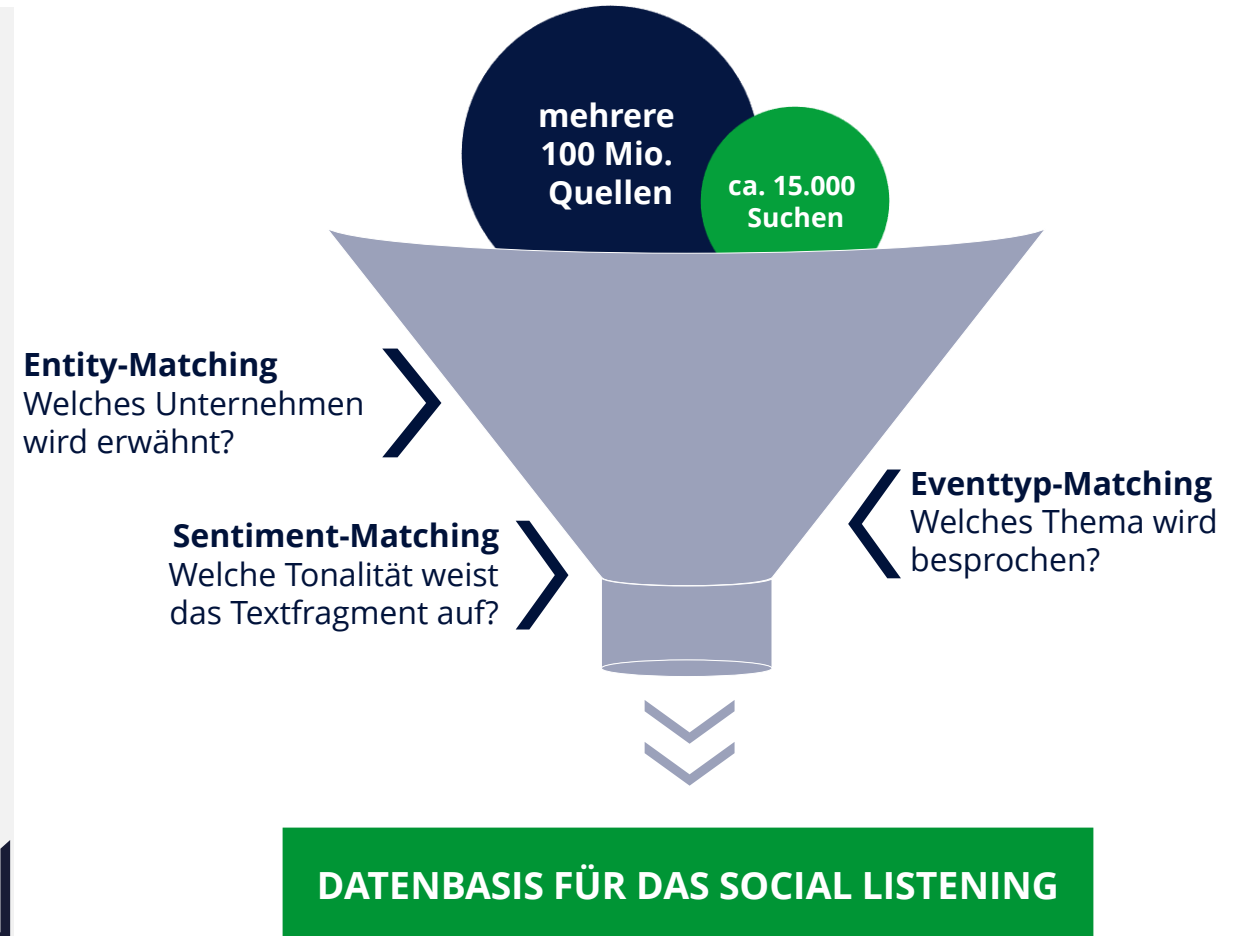 mehrere
100 Mio.
Quellen
ca. 15.000
Suchen
Entity-Matching
Welches Unternehmen
wird erwähnt?
Eventtyp-Matching
Welches Thema wird
besprochen?
Sentiment-Matching
Welche Tonalität weist
das Textfragment auf?
DATENBASIS FÜR DAS SOCIAL LISTENING